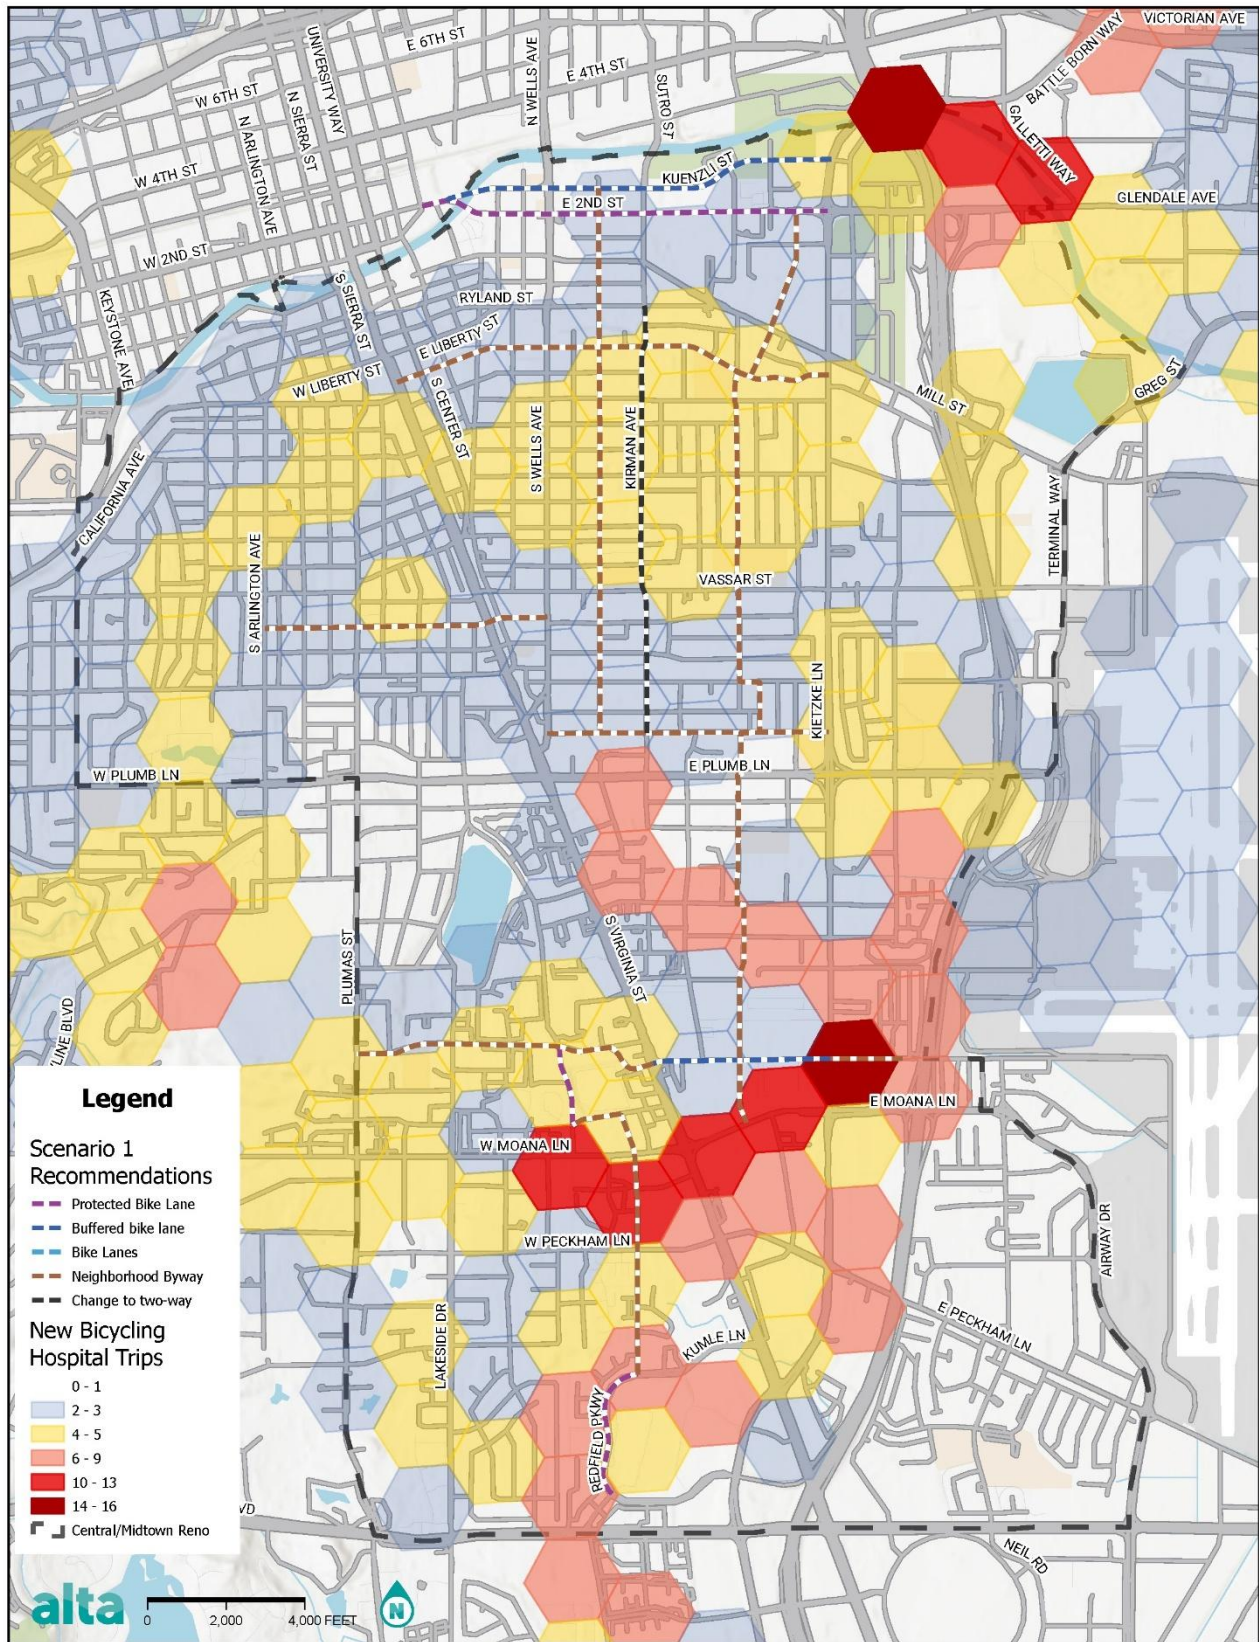 VICTORIAN AVE
E 6TH ST
UNIVERSITY WAY
N WELLS AVE
E 4TH ST
BATTLE BORN WAY
W 6TH ST
N SIERRA ST
SUTRO ST
GALLETTI WAY
N ARLINGTON AVE
W 4TH ST
KUENZLI ST
E 2ND ST
GLENDALE AVE
W 2ND ST
KEYSTONE AVE
S SIERRA ST
RYLAND ST
E LIBERTY ST
W LIBERTY ST
S CENTER ST
MILL ST
GREG ST
S WELLS AVE
KIRMAN AVE
CALIFORNIA AVE
TERMINAL WAY
S ARLINGTON AVE
VASSAR ST
KIETZKE LN
W PLUMB LN
E PLUMB LN
PLUMAS ST
S VIRGINIA ST
LINE BLVD
E MOANA LN
W MOANA LN
W PECKHAM LN
AIRWAY DR
LAKESIDE DR
KUMLE LN
E PECKHAM LN
REDFIELD PKWY
VD
NEIL RD
Legend
Scenario 1
Recommendations
Protected Bike Lane
Buffered bike lane
Bike Lanes
Neighborhood Byway
Change to two-way
New Bicycling
Hospital Trips
0 - 1
2 - 3
4 - 5
6 - 9
10 - 13
14 - 16
Central/Midtown Reno
alta
0 2,000 4,000 FEET
N